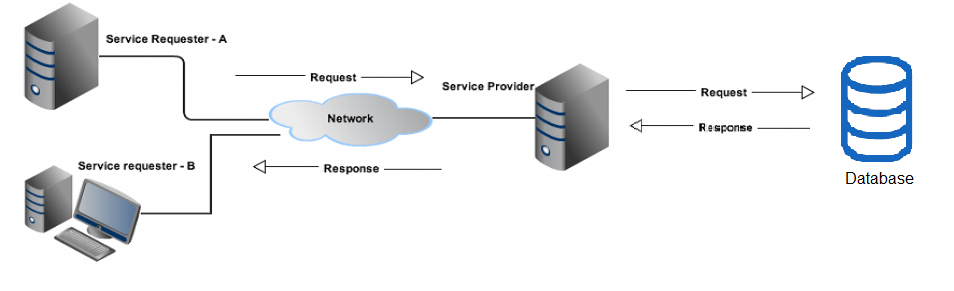 Service Requester - A
Request
Service Provider
Network
Request
Response
Service requester - B
Response
Database